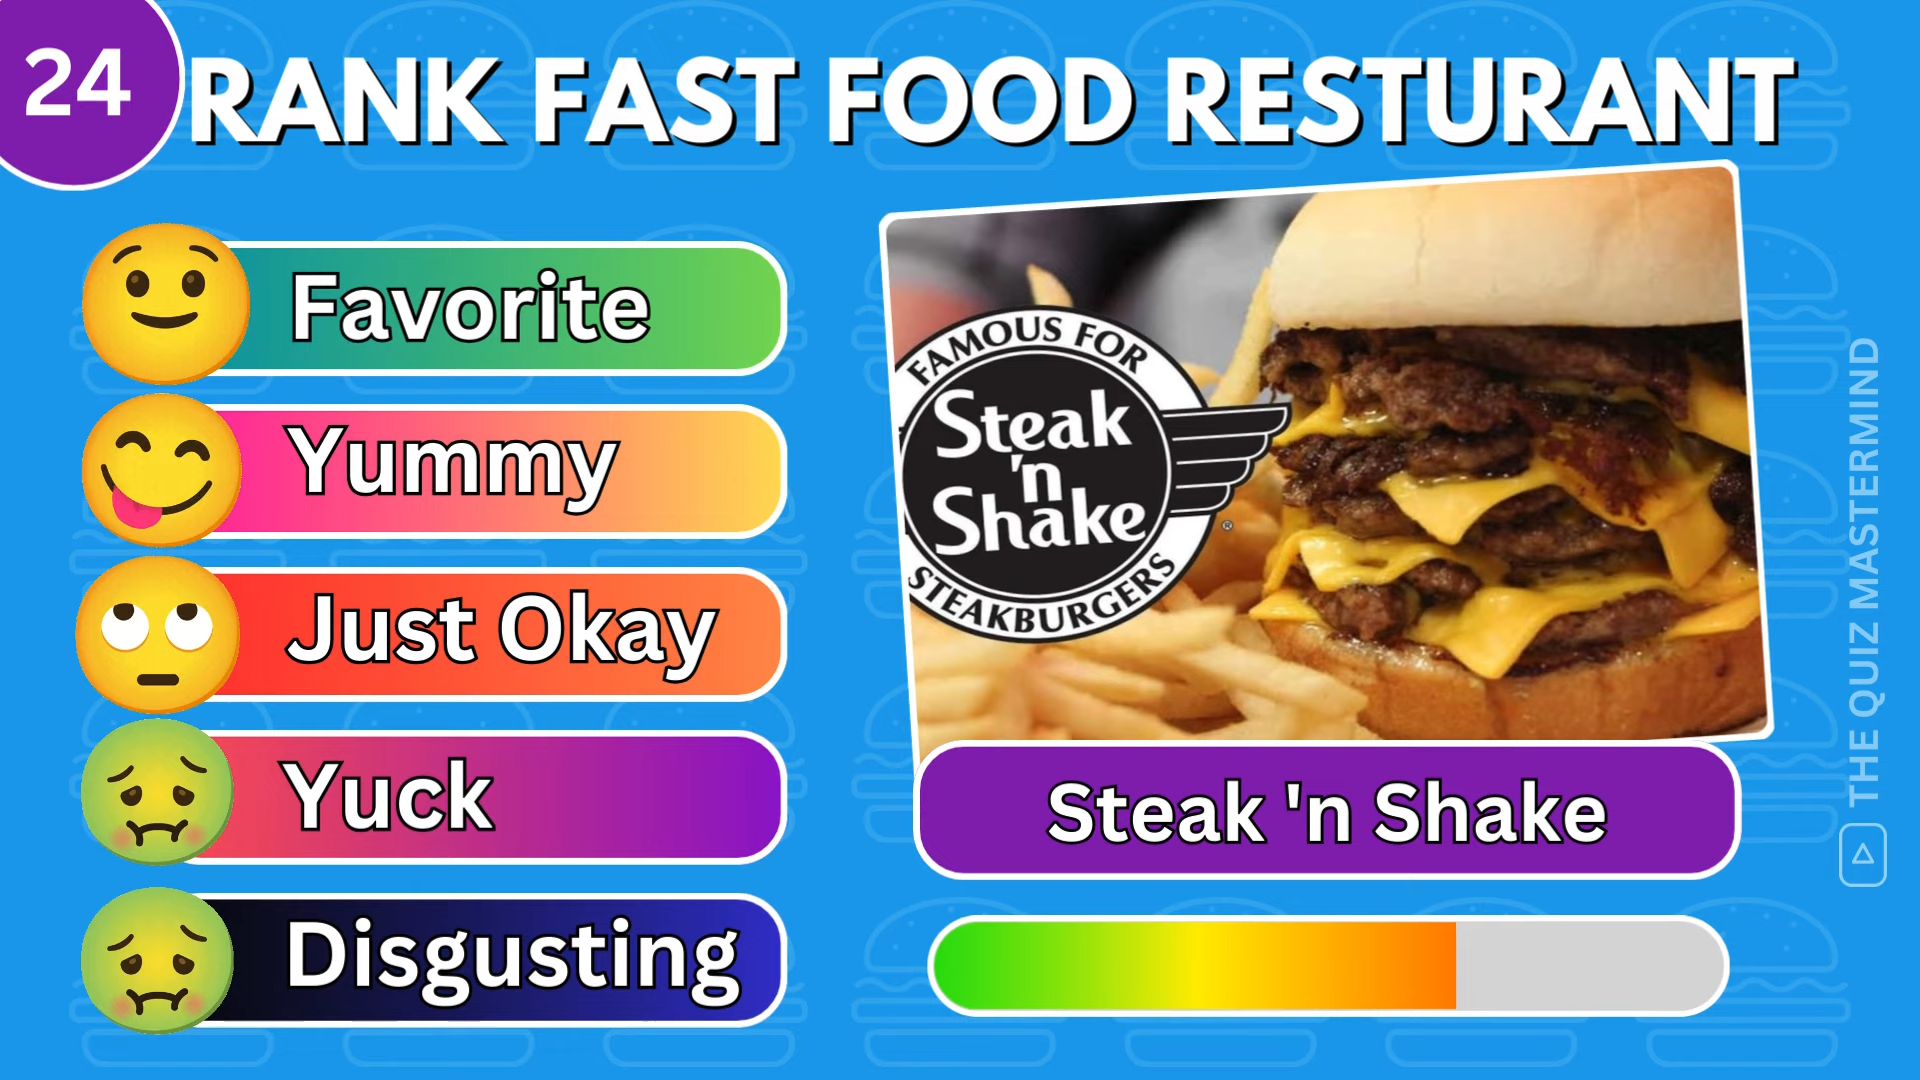 24
RANK FAST FOOD RESTURANT
Favorite
Yummy
Just Okay
Yuck
Disgusting
FAMOUS FOR
Steak
'n
Shake
®
STEAKBURGERS
Steak 'n Shake
THE QUIZ MASTERMIND